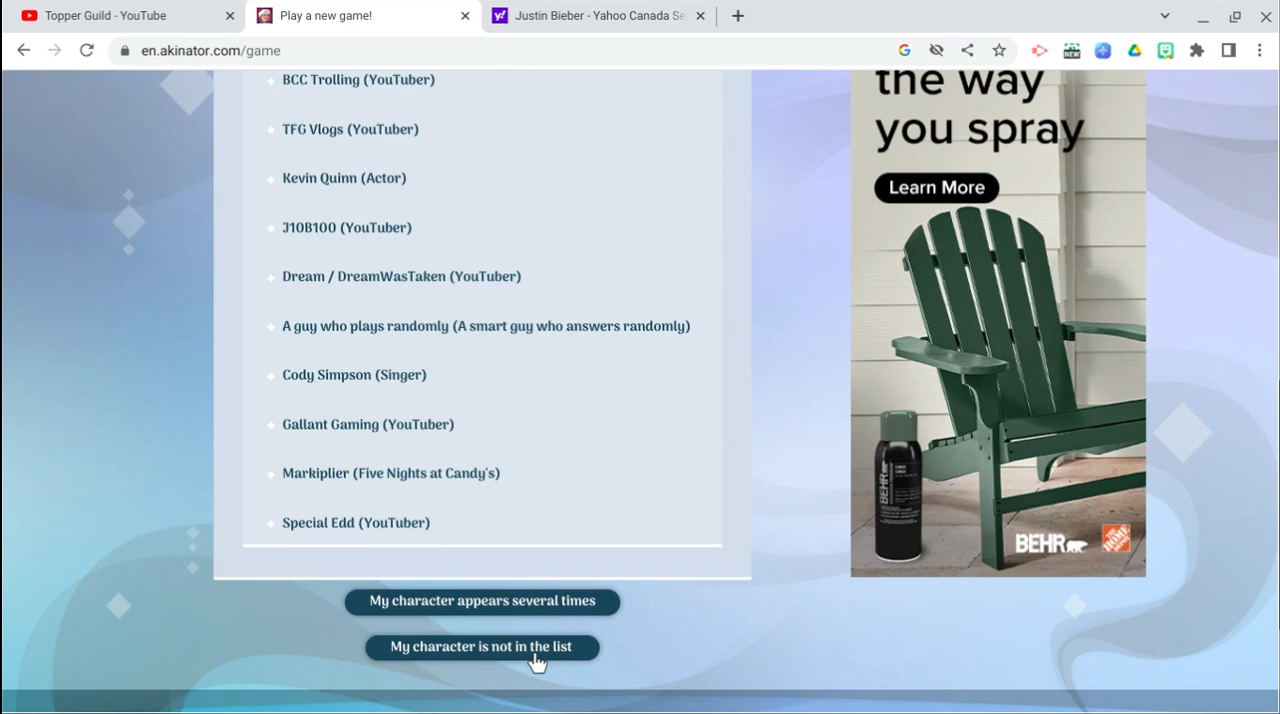 Topper Guild - YouTube
Play a new game!
Justin Bieber - Yahoo Canada Se
en.akinator.com/game
NEW
BCC Trolling (YouTuber)
TFG Vlogs (YouTuber)
Kevin Quinn (Actor)
J10B100 (YouTuber)
Dream / DreamWasTaken (YouTuber)
A guy who plays randomly (A smart guy who answers randomly)
Cody Simpson (Singer)
Gallant Gaming (YouTuber)
Markiplier (Five Nights at Candy's)
Special Edd (YouTuber)
My character appears several times
My character is not in the list
the way
you spray
Learn More
BEHR
BEHR